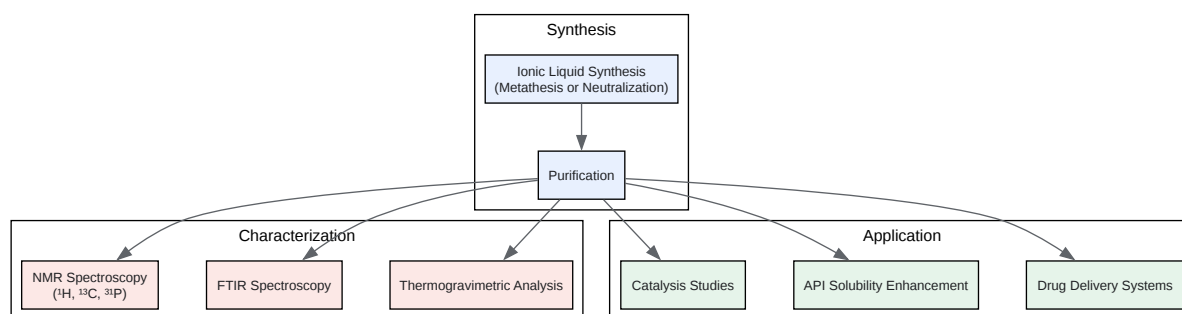 Synthesis
Ionic Liquid Synthesis
(Metathesis or Neutralization)
Purification
Characterization
NMR Spectroscopy
(¹H, ¹³C, ³¹P)
FTIR Spectroscopy
Thermogravimetric Analysis
Application
Catalysis Studies
API Solubility Enhancement
Drug Delivery Systems